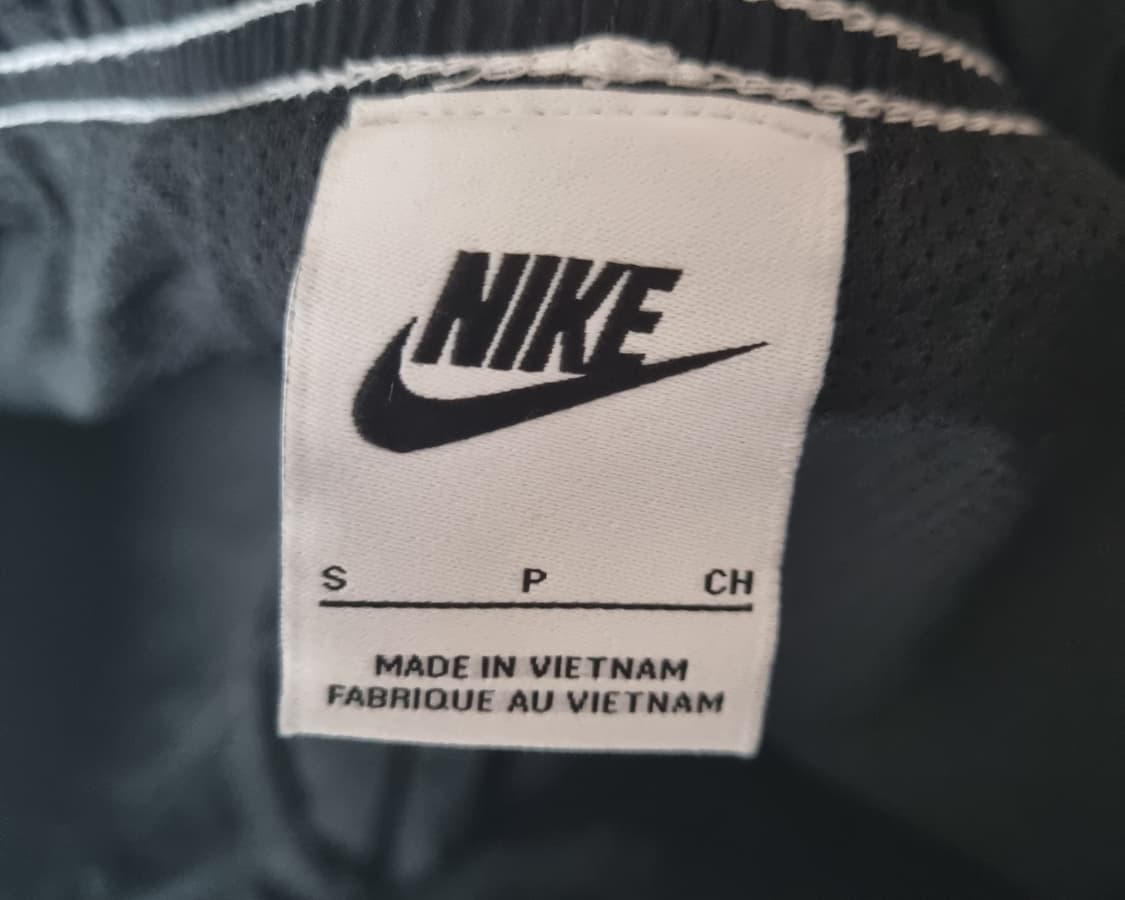 NIKE
S P CH
MADE IN VIETNAM
FABRIQUE AU VIETNAM